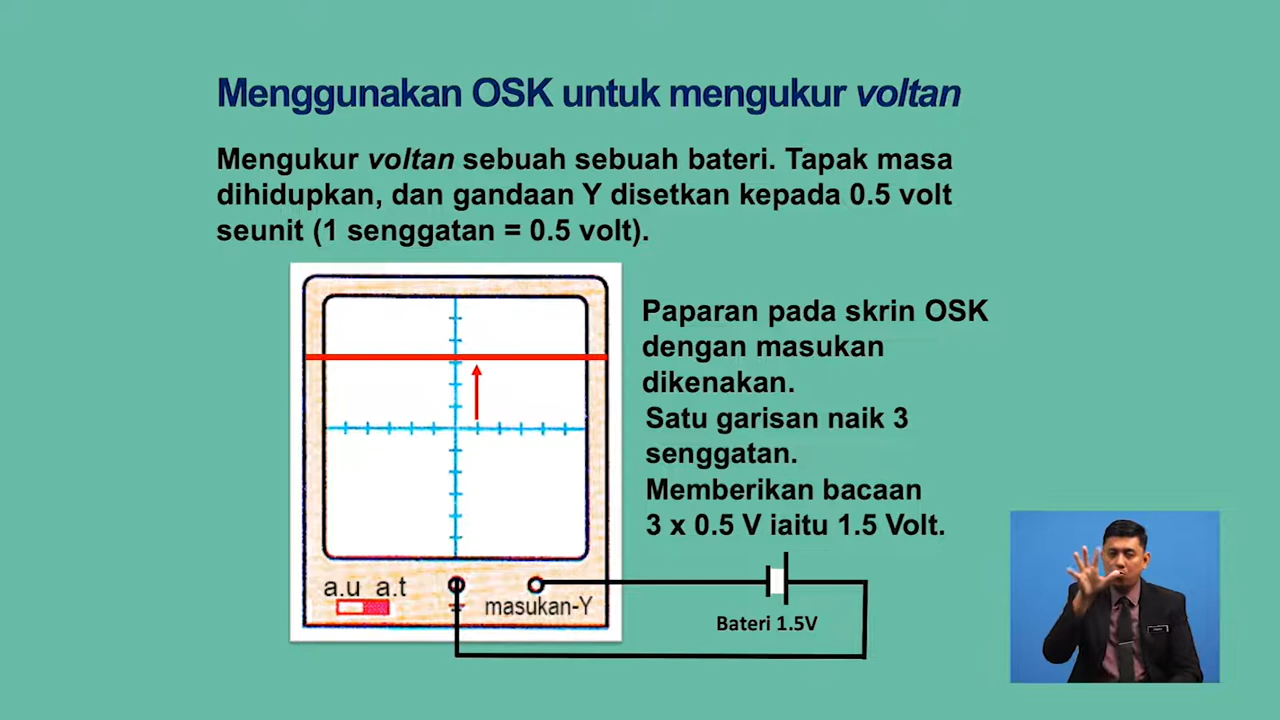 Menggunakan OSK untuk mengukur voltan
Mengukur voltan sebuah sebuah bateri. Tapak masa
dihidupkan, dan gandaan Y disetkan kepada 0.5 volt
seunit (1 senggatan = 0.5 volt).
Paparan pada skrin OSK
dengan masukan
dikenakan.
Satu garisan naik 3
senggatan.
Memberikan bacaan
3 x 0.5 V iaitu 1.5 Volt.
a.u a.t
masukan-Y
Bateri 1.5V